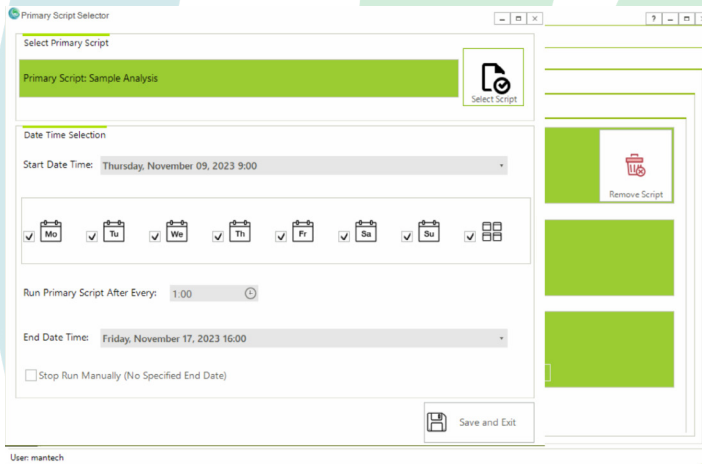 Primary Script Selector
?
Select Primary Script
Primary Script: Sample Analysis
Select Script
Date Time Selection
Start Date Time: Thursday, November 09, 2023 9:00
Remove Script
Mo Tu We Th Fr Sa Su
Run Primary Script After Every: 1:00
End Date Time: Friday, November 17, 2023 16:00
Stop Run Manually (No Specified End Date)
Save and Exit
User: mantech